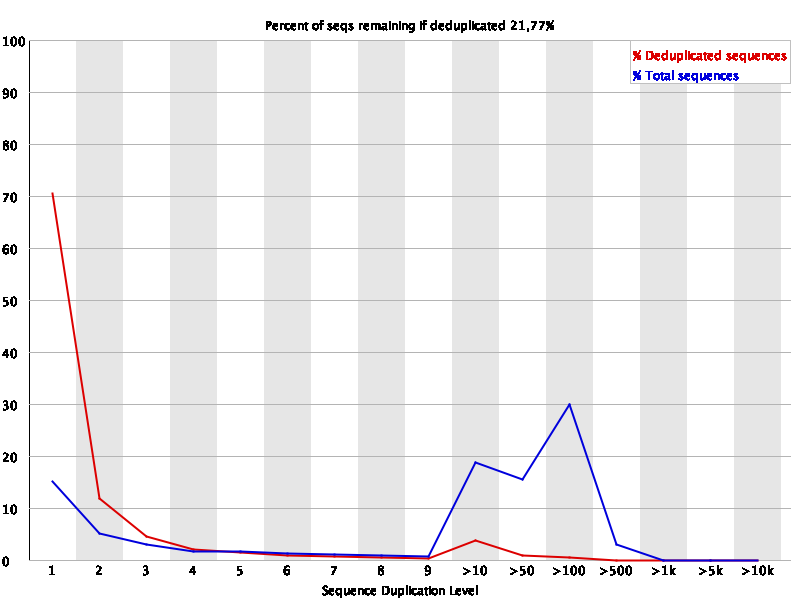 Percent of seqs remaining if deduplicated 21,77%
% Deduplicated sequences
% Total sequences
100
90
80
70
60
50
40
30
20
10
0
1 2 3 4 5 6 7 8 9 >10 >50 >100 >500 >1k >5k >10k
Sequence Duplication Level